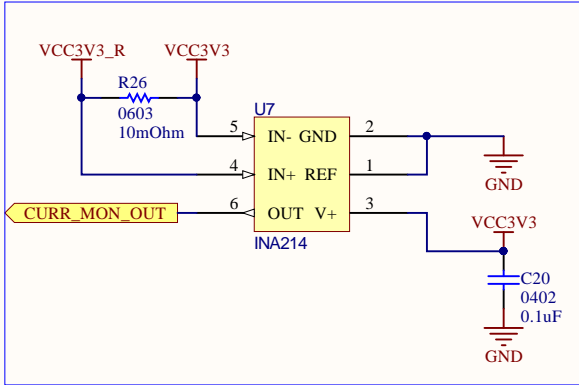 VCC3V3_R
VCC3V3
R26
0603
10mOhm
U7
5
IN-
GND
2
4
IN+
REF
1
6
OUT
V+
3
INA214
CURR_MON_OUT
GND
VCC3V3
C20
0402
0.1uF
GND